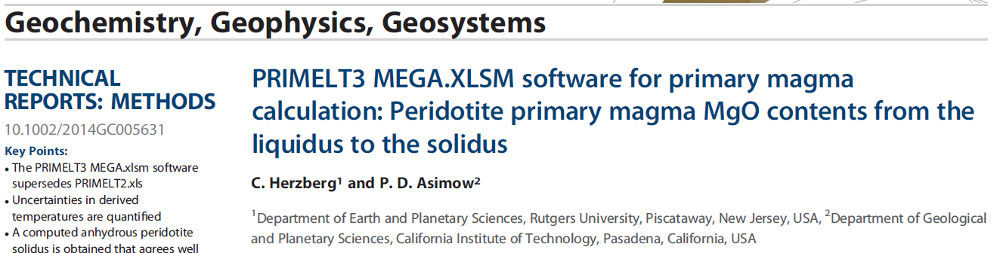 Geochemistry, Geophysics, Geosystems
TECHNICAL
REPORTS: METHODS
10.1002/2014GC005631
Key Points:
• The PRIMELT3 MEGA.xlsm software
supersedes PRIMELT2.xls
• Uncertainties in derived
temperatures are quantified
• A computed anhydrous peridotite
solidus is obtained that agrees well
PRIMELT3 MEGA.XLSM software for primary magma
calculation: Peridotite primary magma MgO contents from the
liquidus to the solidus
C. Herzberg¹ and P. D. Asimow²
¹Department of Earth and Planetary Sciences, Rutgers University, Piscataway, New Jersey, USA, ²Department of Geological
and Planetary Sciences, California Institute of Technology, Pasadena, California, USA